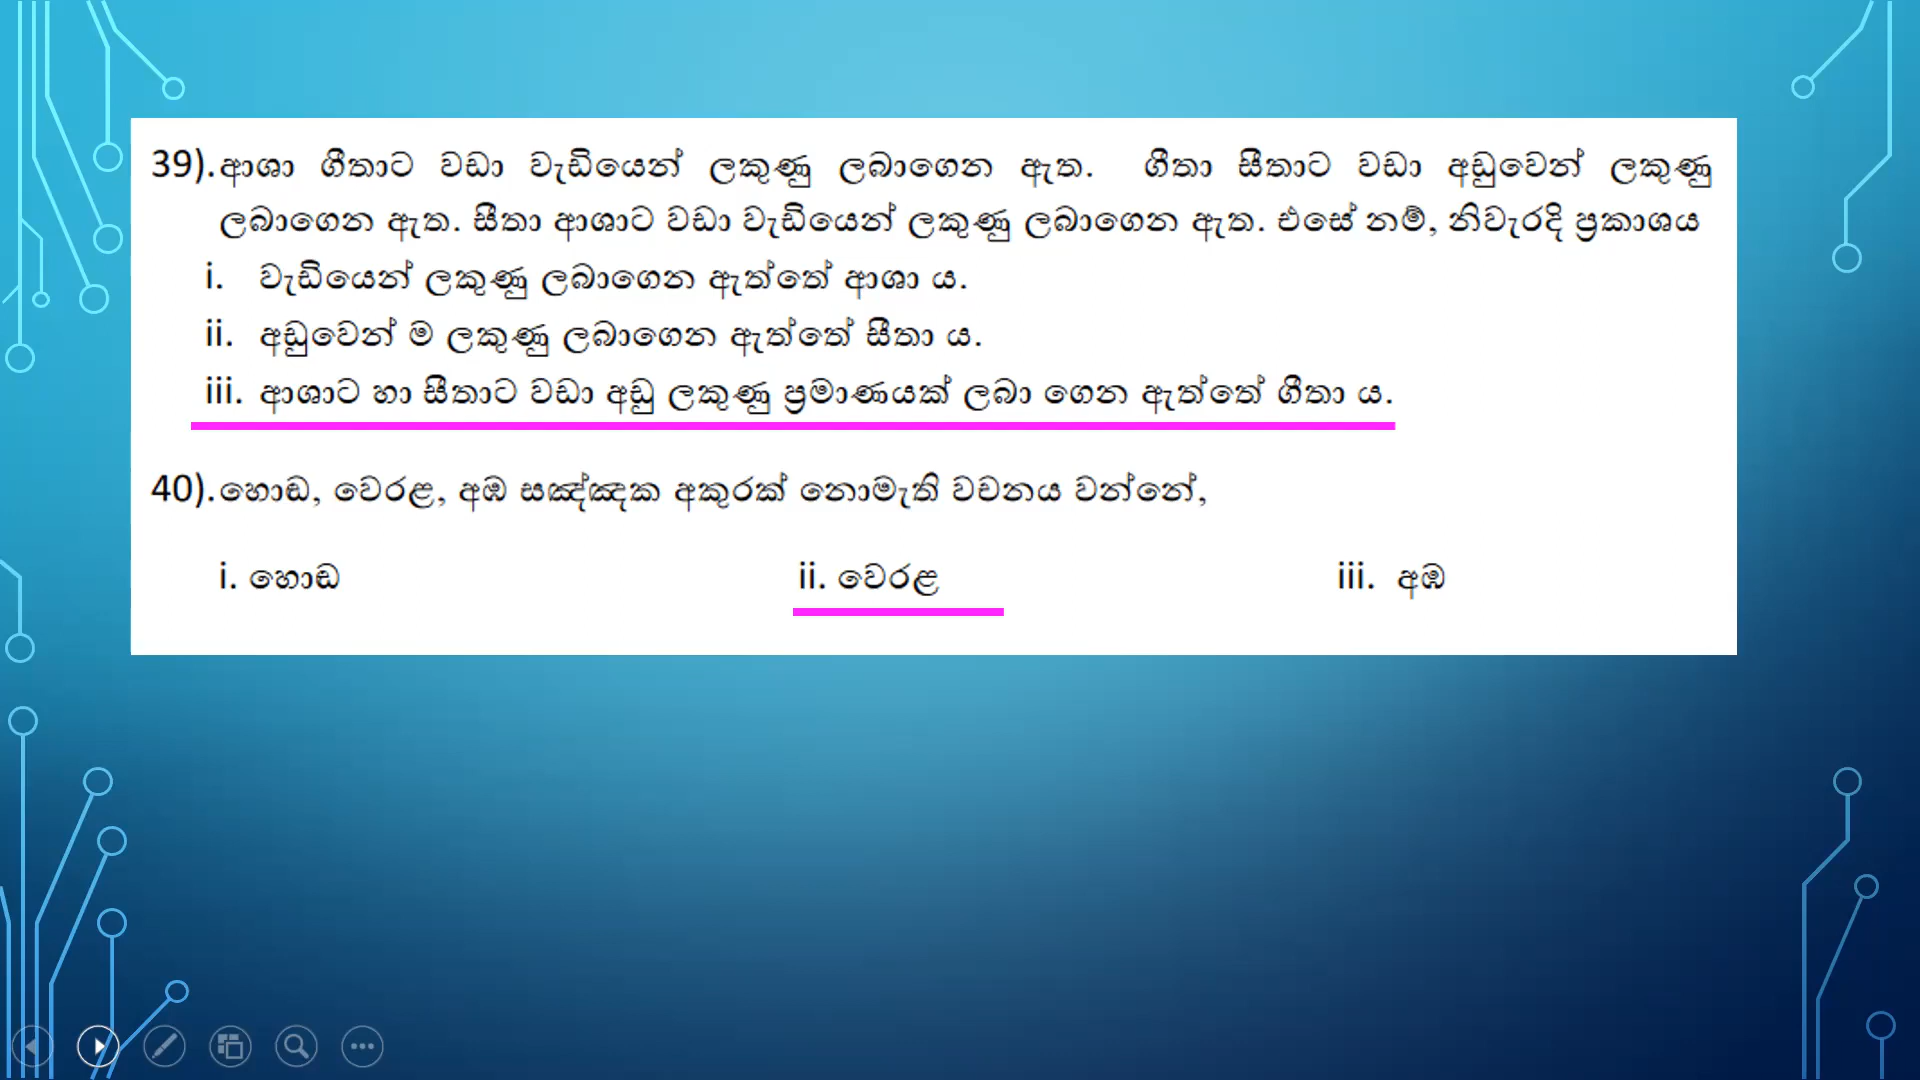 39). ආශා ගීතාට වඩා වැඩියෙන් ලකුණු ලබාගෙන ඇත. ගීතා සීතාට වඩා අඩුවෙන් ලකුණු
ලබාගෙන ඇත. සීතා ආශාට වඩා වැඩියෙන් ලකුණු ලබාගෙන ඇත. එසේ නම්, නිවැරදි ප්‍රකාශය
i. වැඩියෙන් ලකුණු ලබාගෙන ඇත්තේ ආශා ය.
ii. අඩුවෙන් ම ලකුණු ලබාගෙන ඇත්තේ සීතා ය.
iii. ආශාට හා සීතාට වඩා අඩු ලකුණු ප්‍රමාණයක් ලබා ගෙන ඇත්තේ ගීතා ය.
40). හොඬ, වෙරළ, අඹ සඤ්ඤක අකුරක් නොමැති වචනය වන්නේ,
i. හොඬ ii. වෙරළ iii. අඹ